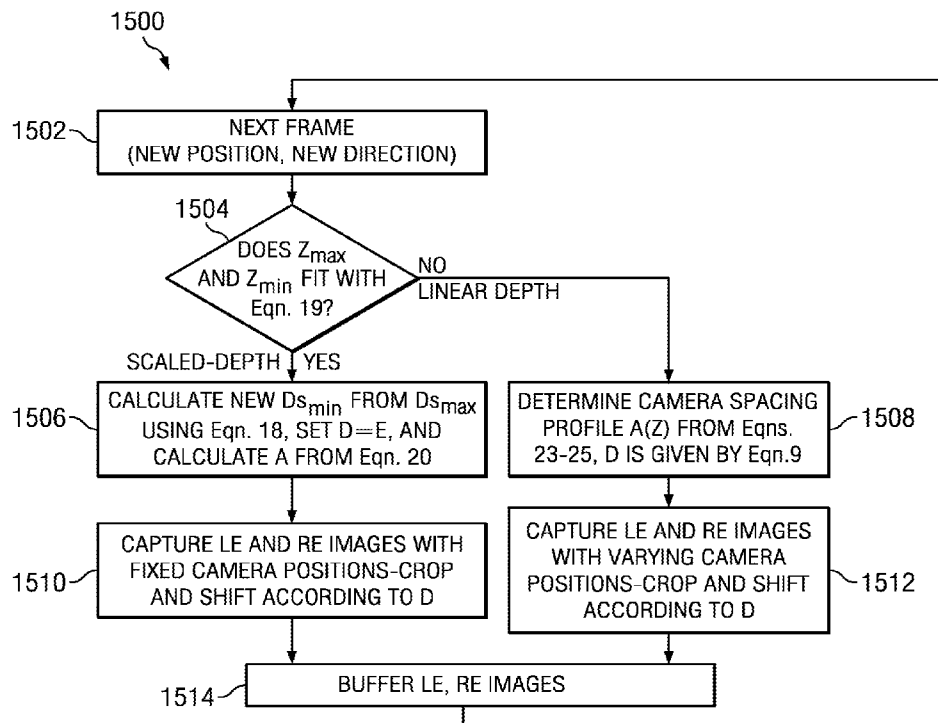 1500
1502
NEXT FRAME
(NEW POSITION, NEW DIRECTION)
1504
DOES Zmax
AND Zmin FIT WITH
Eqn. 19?
NO
LINEAR DEPTH
SCALED-DEPTH YES
1506
CALCULATE NEW Dsmin FROM Dsmax
USING Eqn. 18, SET D=E, AND
CALCULATE A FROM Eqn. 20
DETERMINE CAMERA SPACING
PROFILE A(Z) FROM Eqns.
23-25, D IS GIVEN BY Eqn.9
1508
1510
CAPTURE LE AND RE IMAGES WITH
FIXED CAMERA POSITIONS-CROP
AND SHIFT ACCORDING TO D
CAPTURE LE AND RE IMAGES
WITH VARYING CAMERA
POSITIONS-CROP AND SHIFT
ACCORDING TO D
1512
1514
BUFFER LE, RE IMAGES